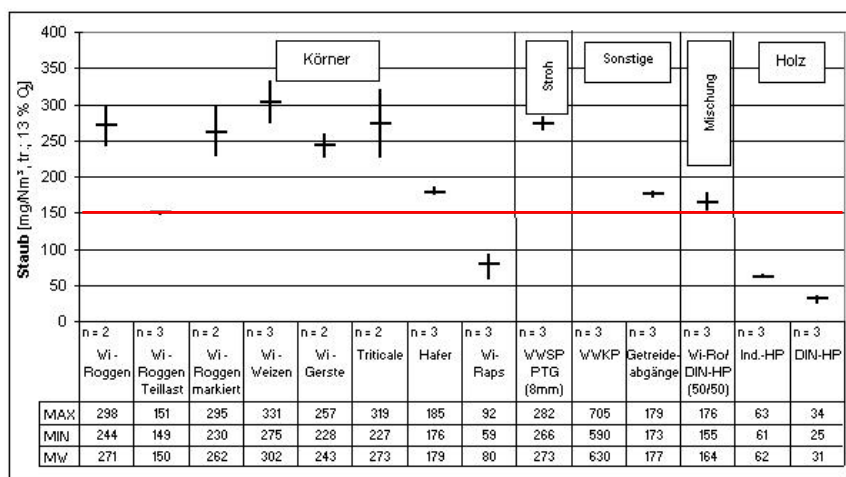 Staub [mg/Nm³, tr.; 13 % O₂]
400
350
300
250
200
150
100
50
0
Körner
Stroh
Sonstige
Mischung
Holz
n = 2 n = 3 n = 2 n = 3 n = 2 n = 2 n = 3 n = 3 n = 3 n = 3 n = 3 n = 3 n = 3 n = 3
Wi-Roggen
Wi-Roggen Teillast
Wi-Roggen markiert
Wi-Weizen
Wi-Gerste
Triticale
Hafer
Wi-Raps
WWSP PTG (8mm)
WWKP
Getreide-abgänge
Wi-Ro/ DIN-HP (50/50)
Ind.-HP
DIN-HP
MAX 298 151 295 331 257 319 185 92 282 705 179 176 63 34
MIN 244 149 230 275 228 227 176 59 266 590 173 155 61 25
MW 271 150 262 302 243 273 179 80 273 630 177 164 62 31